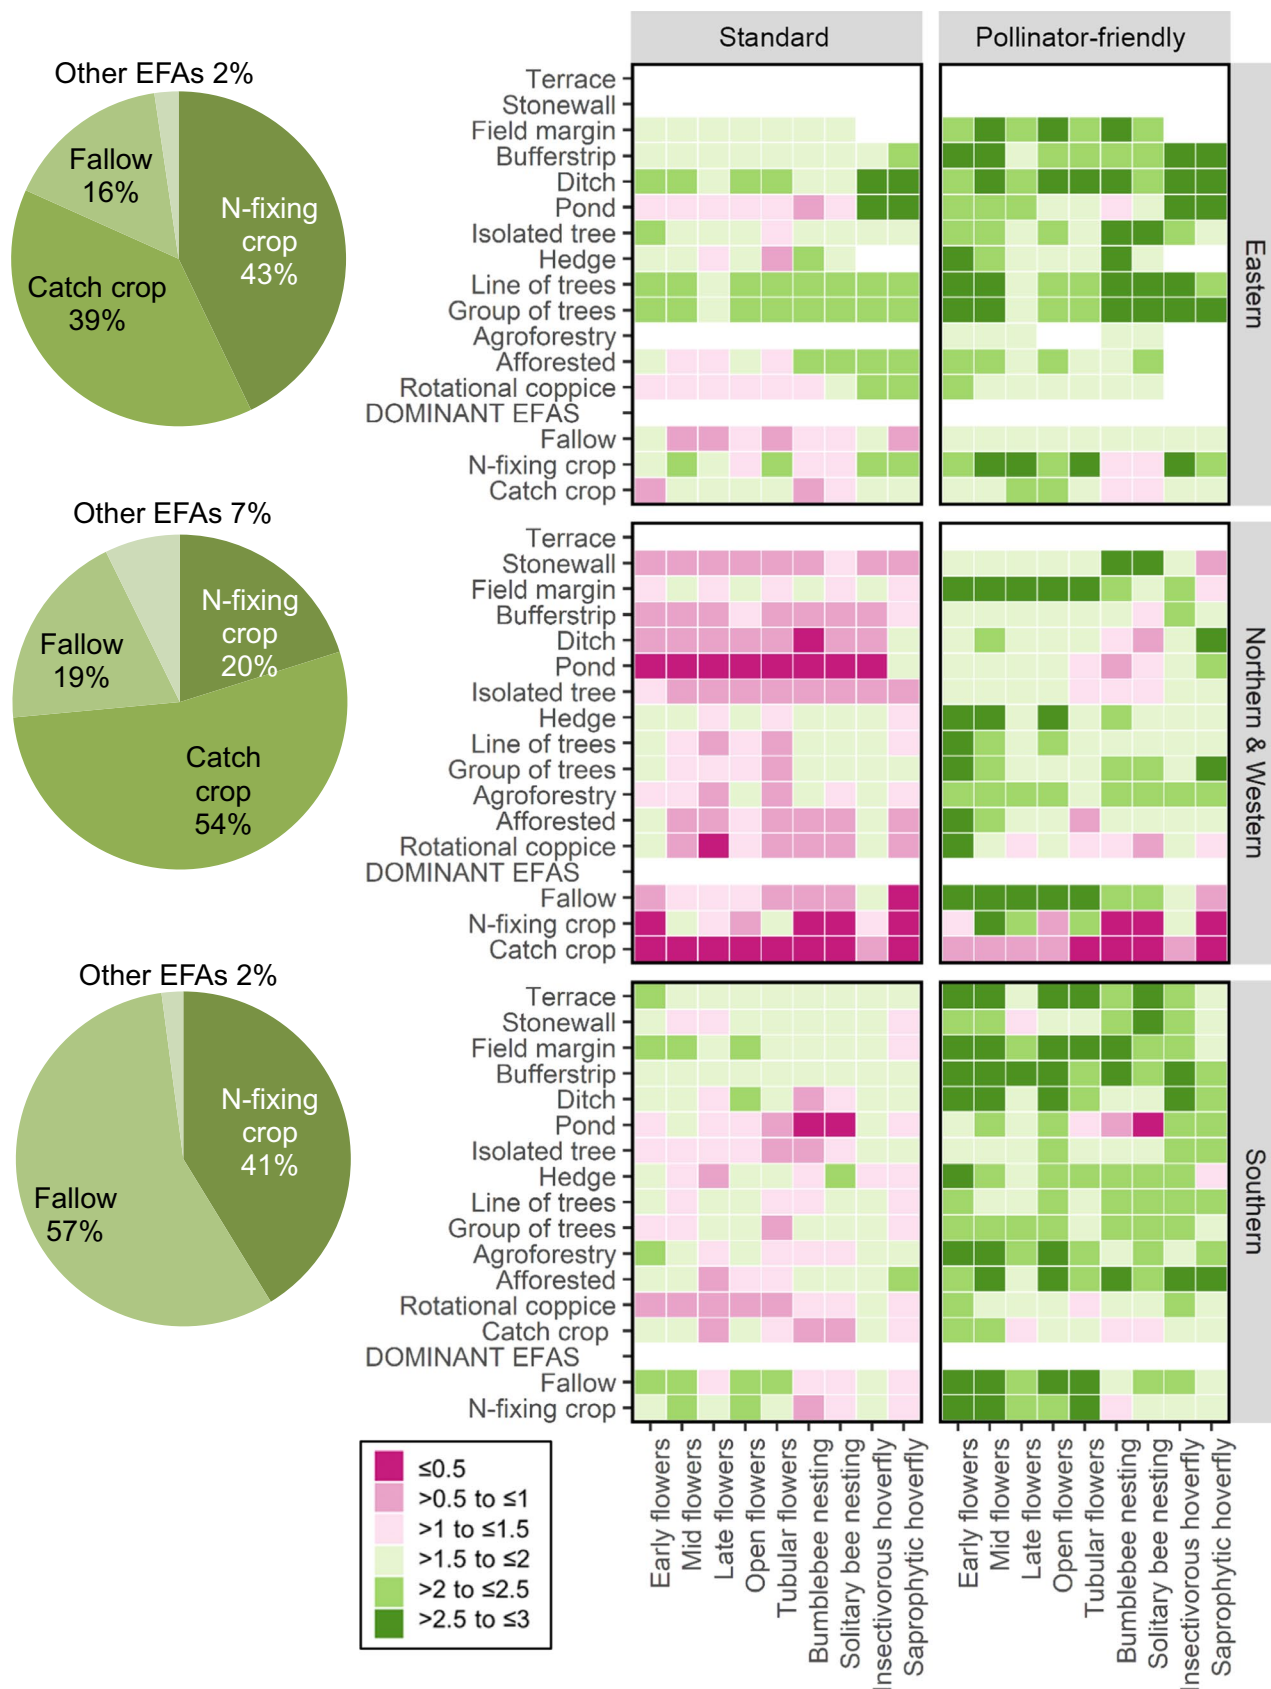 Standard
Pollinator-friendly
Other EFAs 2%
Fallow
16%
N-fixing
crop
43%
Catch crop
39%
Terrace
Stonewall
Field margin
Bufferstrip
Ditch
Pond
Isolated tree
Hedge
Line of trees
Group of trees
Agroforestry
Afforested
Rotational coppice
DOMINANT EFAS
Fallow
N-fixing crop
Catch crop
Eastern
Other EFAs 7%
N-fixing
crop
20%
Fallow
19%
Catch
crop
54%
Terrace
Stonewall
Field margin
Bufferstrip
Ditch
Pond
Isolated tree
Hedge
Line of trees
Group of trees
Agroforestry
Afforested
Rotational coppice
DOMINANT EFAS
Fallow
N-fixing crop
Catch crop
Northern & Western
Other EFAs 2%
N-fixing
crop
41%
Fallow
57%
Terrace
Stonewall
Field margin
Bufferstrip
Ditch
Pond
Isolated tree
Hedge
Line of trees
Group of trees
Agroforestry
Afforested
Rotational coppice
Catch crop
DOMINANT EFAS
Fallow
N-fixing crop
Southern
≤0.5
>0.5 to ≤1
>1 to ≤1.5
>1.5 to ≤2
>2 to ≤2.5
>2.5 to ≤3
Early flowers
Mid flowers
Late flowers
Open flowers
Tubular flowers
Bumblebee nesting
Solitary bee nesting
Insectivorous hoverfly
Saprophytic hoverfly
Early flowers
Mid flowers
Late flowers
Open flowers
Tubular flowers
Bumblebee nesting
Solitary bee nesting
Insectivorous hoverfly
Saprophytic hoverfly